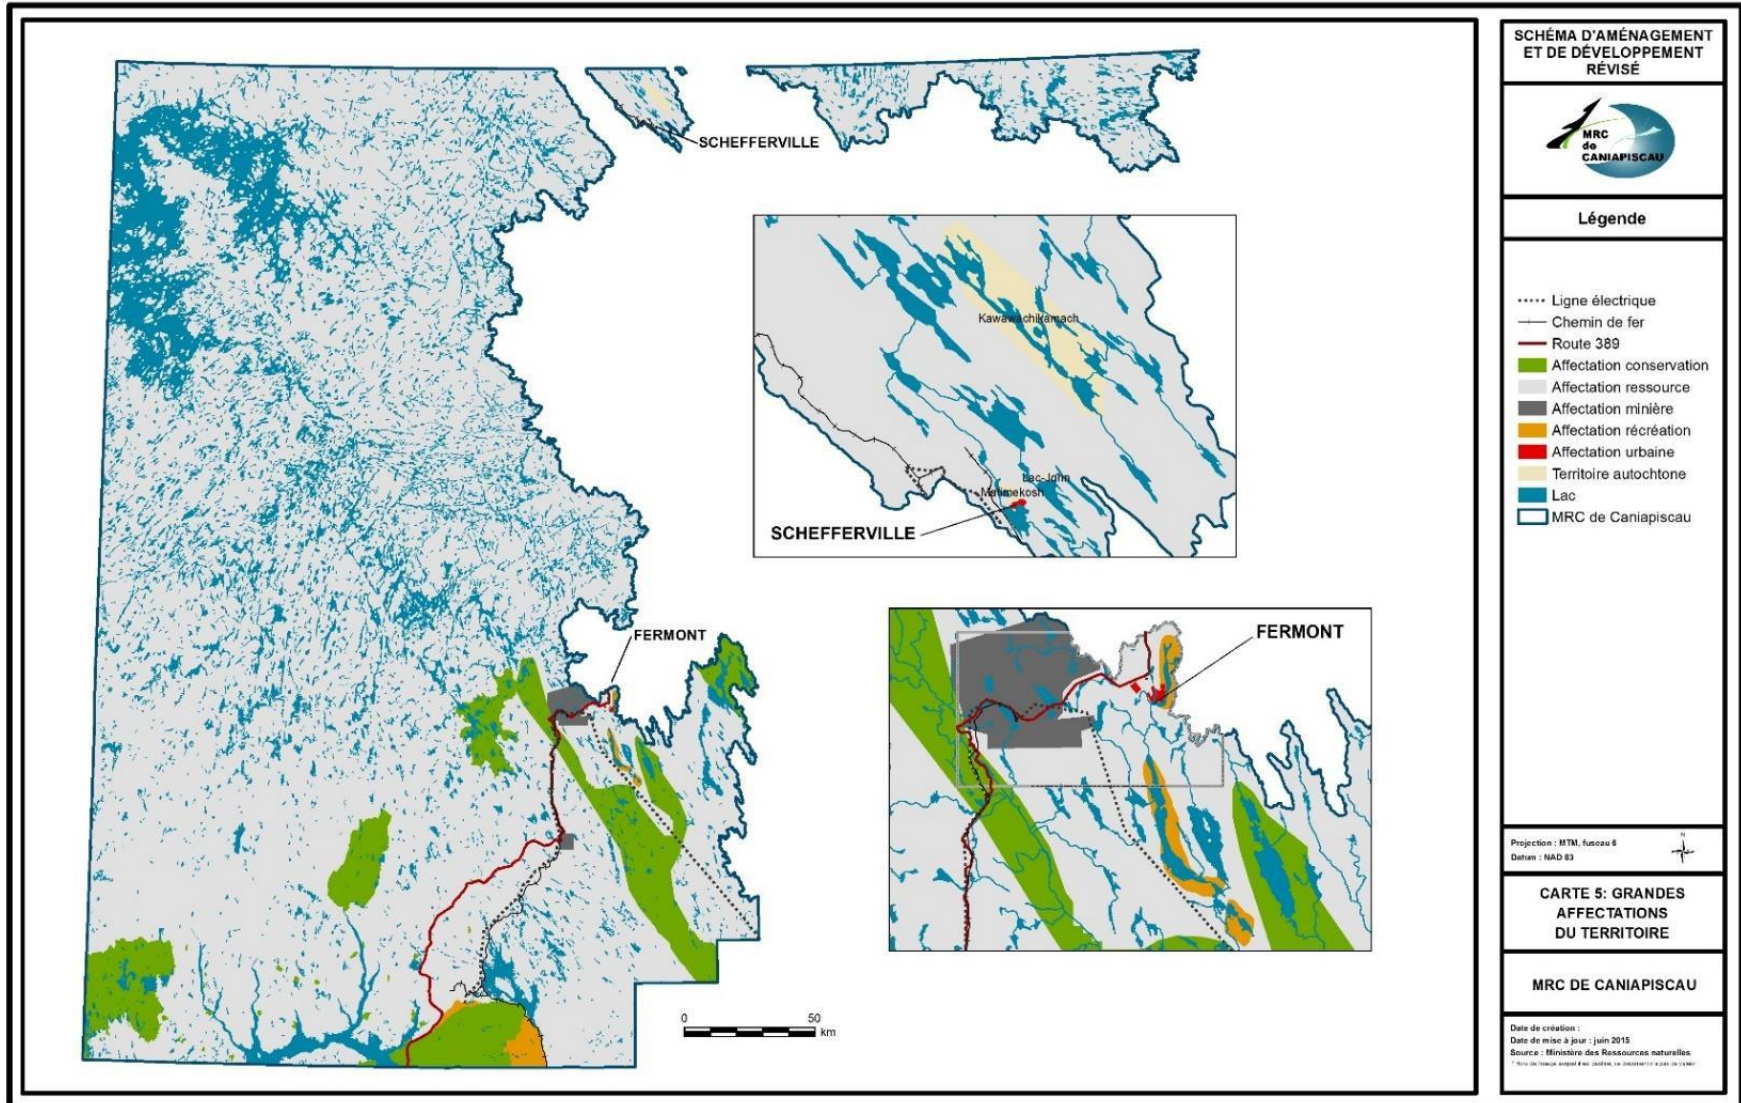 SCHEFFERVILLE
Kawawachikamach
Lac-John
Matimekosh
SCHEFFERVILLE
FERMONT
FERMONT
0 50
km
SCHÉMA D'AMÉNAGEMENT
ET DE DÉVELOPPEMENT
RÉVISÉ
MRC
de
CANIAPISCAU
Légende
Ligne électrique
Chemin de fer
Route 389
Affectation conservation
Affectation ressource
Affectation minière
Affectation récréation
Affectation urbaine
Territoire autochtone
Lac
MRC de Caniapiscau
Projection : MTM, fuseau 6
Datum : NAD 83
N
CARTE 5: GRANDES
AFFECTATIONS
DU TERRITOIRE
MRC DE CANIAPISCAU
Date de création :
Date de mise à jour : juin 2015
Source : Ministère des Ressources naturelles